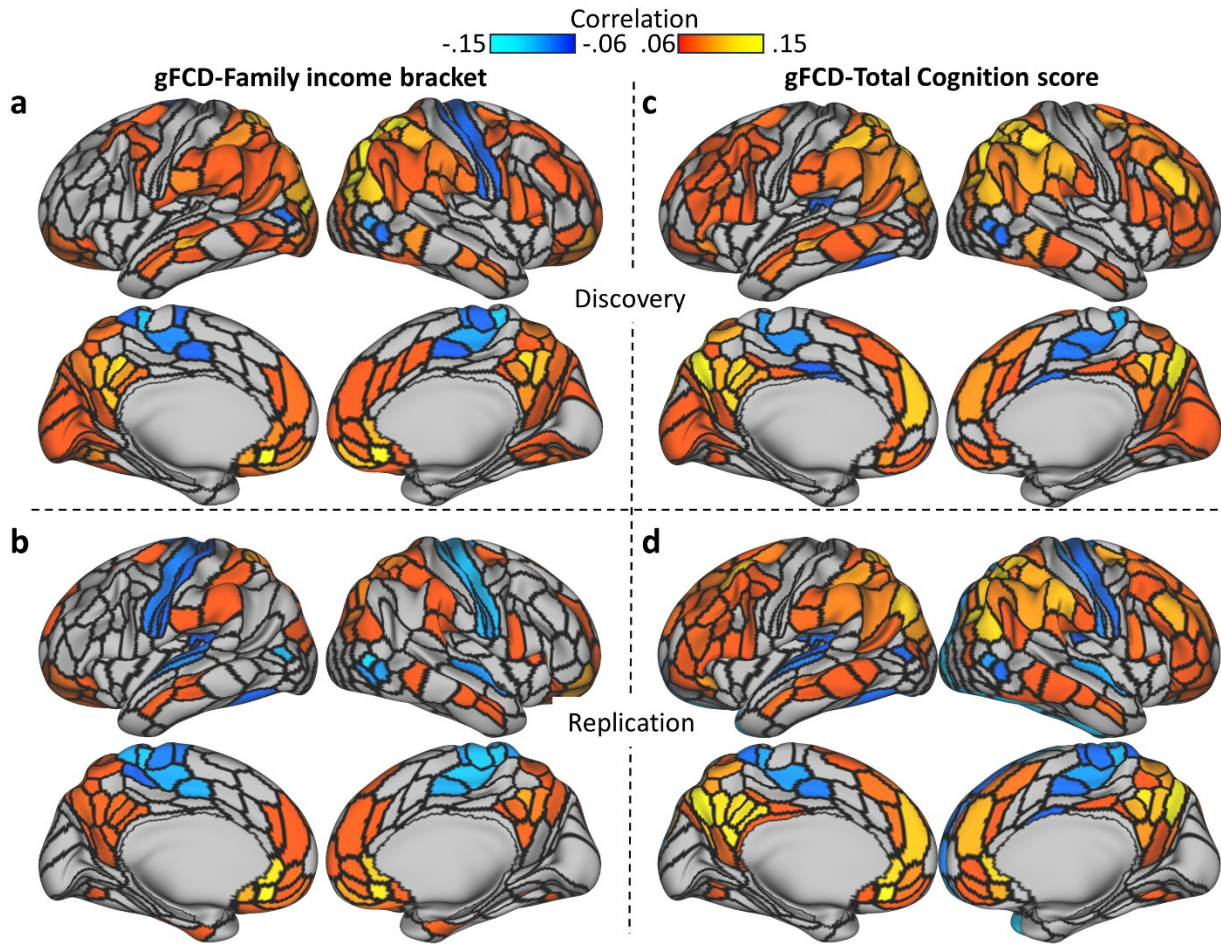 Correlation
-.15 -.06 .06 .15
gFCD-Family income bracket
gFCD-Total Cognition score
a
c
Discovery
b
d
Replication